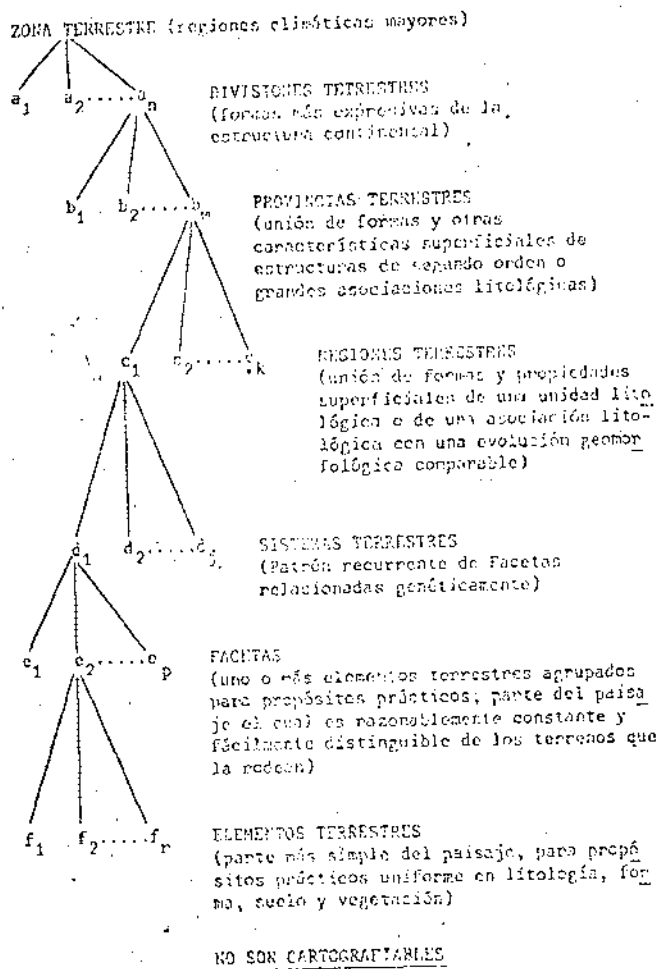 ZONA TERRESTRE (regiones climáticas mayores)
a1 a2.....an
DIVISIONES TETRESTRES
(formas más expresivas de la
estructura continental)
b1 b2.....
PROVINCIAS TERRESTRES
(unión de formas y otras
características superficiales de
estructuras de segundo orden o
grandes asociaciones litológicas)
c1 c2.....k
REGIONES TERRESTRES
(unión de formas y propiedades
superficiales de una unidad lito
lógica o de una asociación lito-
lógica con una evolución geomor
fológica comparable)
d1 d2.....
SISTEMAS TERRESTRES
(Patrón recurrente de Facetas
relacionadas genéticamente)
e1 e2.....ep
FACETAS
(uno o más elementos terrestres agrupados
para propósitos prácticos; parte del paisa
je el cual es razonablemente constante y
fácilmente distinguible de los terrenos que
la rodean)
f1 f2.....fr
ELEMENTOS TERRESTRES
(parte más simple del paisaje, para propó
sitos prácticos uniforme en litología, for
ma, suelo y vegetación)
NO SON CARTOGRAFIABLES